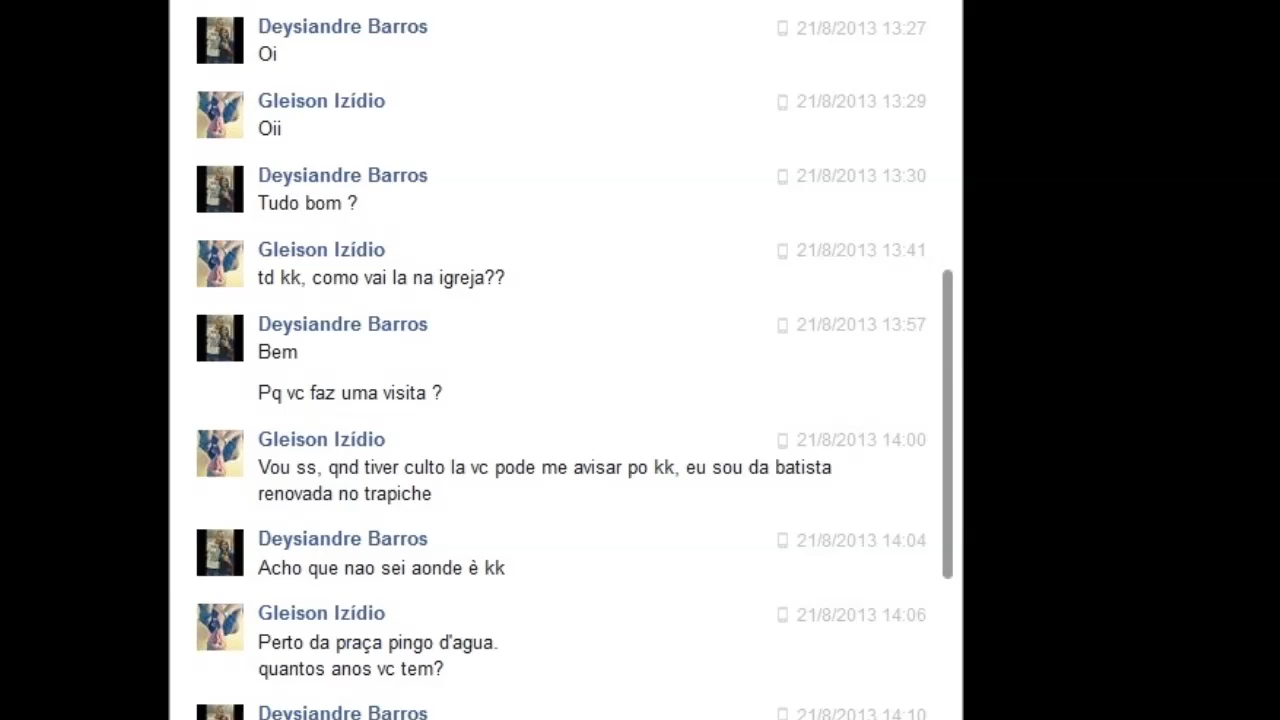 Deysiandre Barros 21/8/2013 13:27
Oi
Gleison Izídio 21/8/2013 13:29
Oii
Deysiandre Barros 21/8/2013 13:30
Tudo bom ?
Gleison Izídio 21/8/2013 13:41
td kk, como vai la na igreja??
Deysiandre Barros 21/8/2013 13:57
Bem
Pq vc faz uma visita ?
Gleison Izídio 21/8/2013 14:00
Vou ss, qnd tiver culto la vc pode me avisar po kk, eu sou da batista
renovada no trapiche
Deysiandre Barros 21/8/2013 14:04
Acho que nao sei aonde è kk
Gleison Izídio 21/8/2013 14:06
Perto da praça pingo d'agua.
quantos anos vc tem?
Deysiandre Barros 21/8/2013 14:10